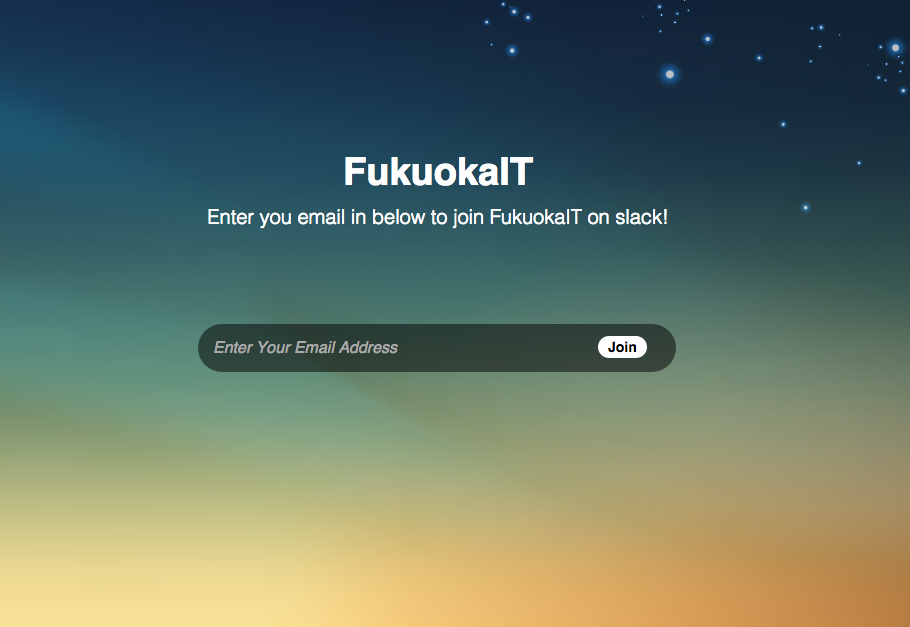 FukuokaIT
Enter you email in below to join FukuokaIT on slack!
Enter Your Email Address
Join